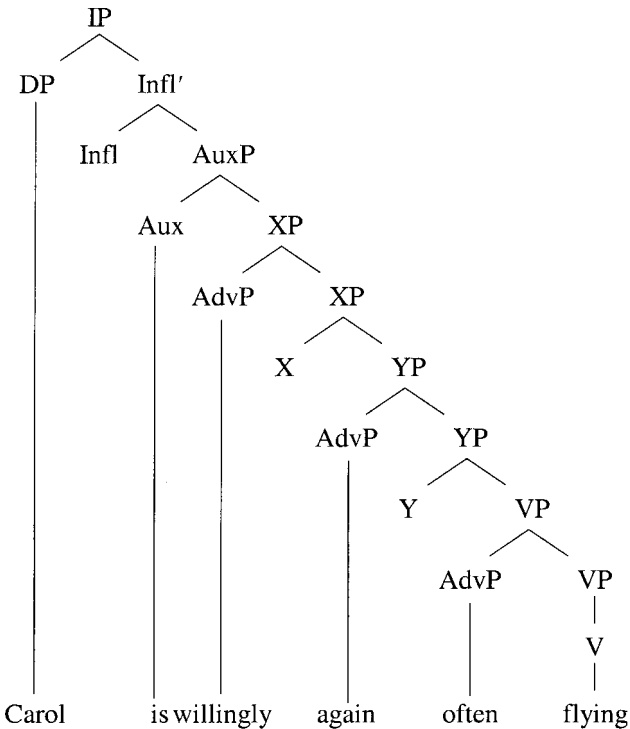 IP
DP Infl′
Infl AuxP
Aux XP
AdvP XP
X YP
AdvP YP
Y VP
AdvP VP
V
Carol is willingly again often flying